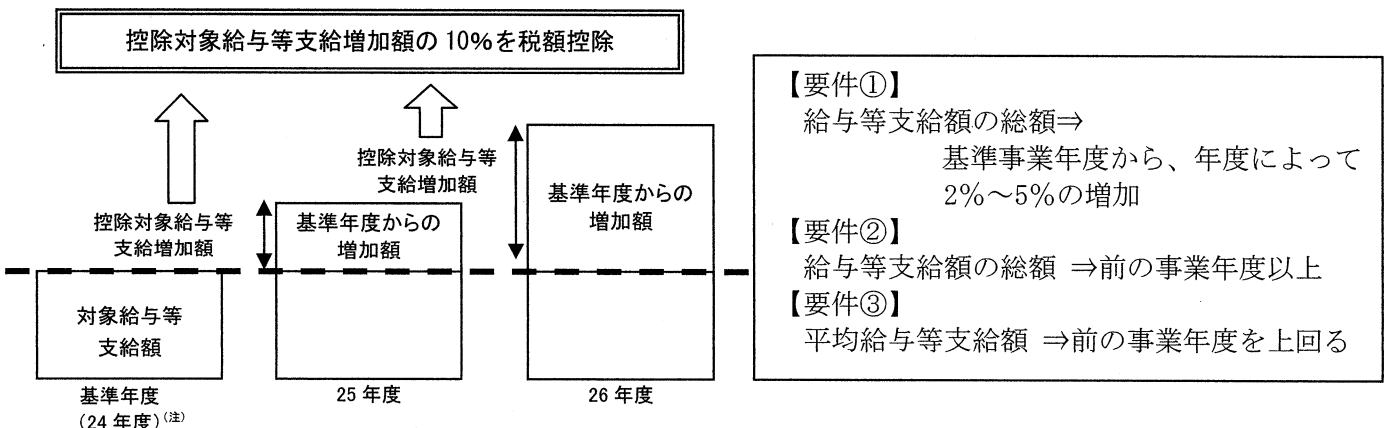 控除対象給与等支給増加額の 10%を税額控除
控除対象給与等
支給増加額
控除対象給与等
支給増加額
基準年度からの
増加額
基準年度からの
増加額
対象給与等
支給額
基準年度
(24 年度)(注)
25 年度
26 年度
【要件①】
給与等支給額の総額⇒
基準事業年度から、年度によって
2%～5%の増加
【要件②】
給与等支給額の総額 ⇒前の事業年度以上
【要件③】
平均給与等支給額 ⇒前の事業年度を上回る